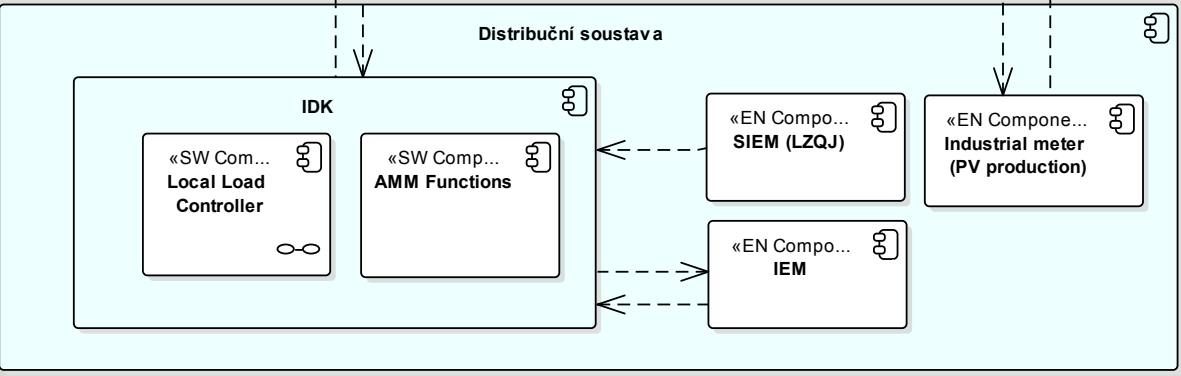 Distribuční soustava
IDK
«SW Com...
Local Load
Controller
«SW Comp...
AMM Functions
«EN Compo...
SIEM (LZQJ)
«EN Compo...
IEM
«EN Compone...
Industrial meter
(PV production)